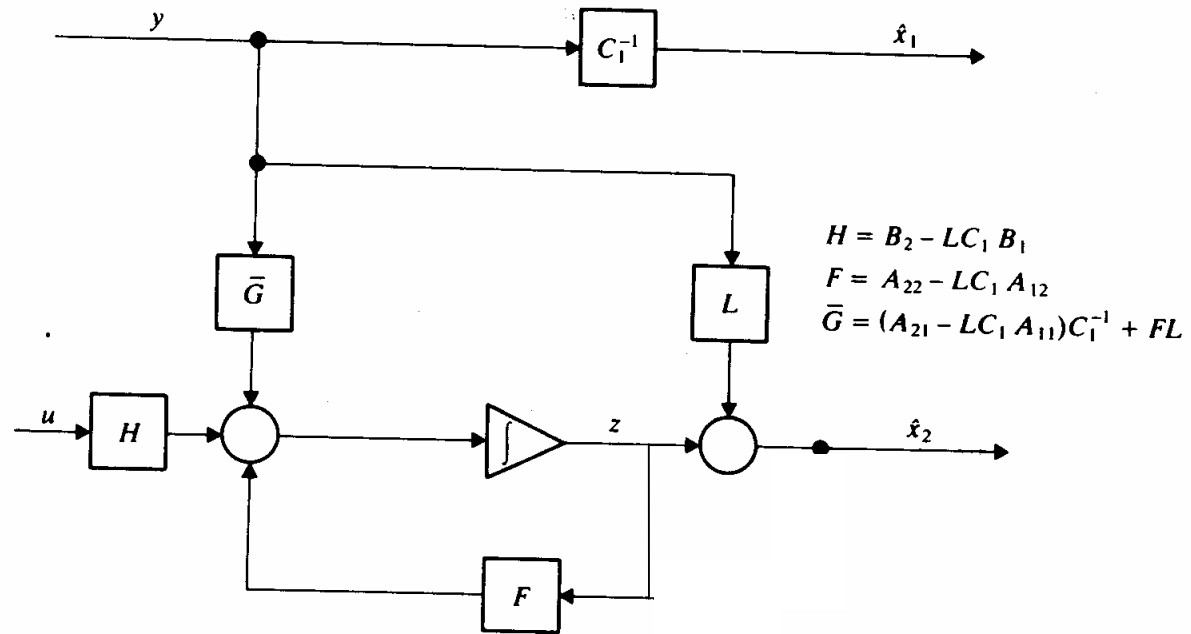 y
C₁⁻¹
x̂₁
G̅
L
H = B₂ – LC₁ B₁
F = A₂₂ – LC₁ A₁₂
G̅ = (A₂₁ – LC₁ A₁₁)C₁⁻¹ + FL
u
H
∫
z
x̂₂
F